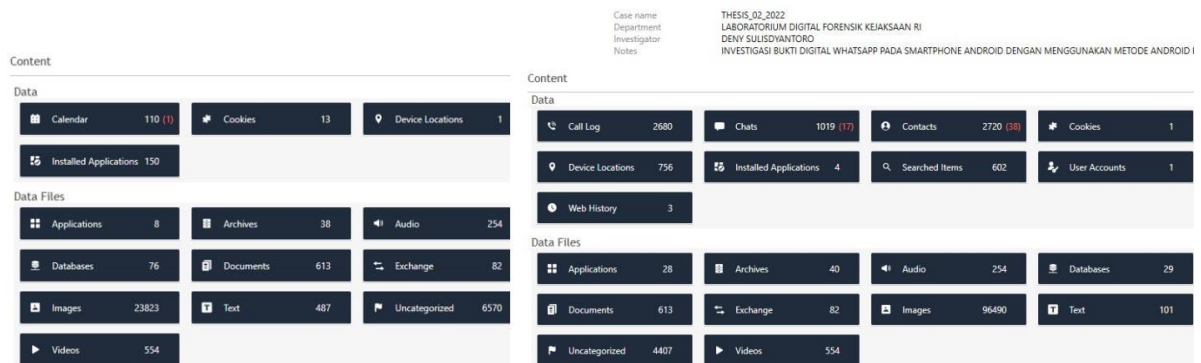 Case name THESIS_02_2022
Department LABORATORIUM DIGITAL FORENSIK KEJAKSAAN RI
Investigator DENY SULISDYANTORO
Notes INVESTIGASI BUKTI DIGITAL WHATSAPP PADA SMARTPHONE ANDROID DENGAN MENGGUNAKAN METODE ANDROID
Content
Data
Calendar 110 (1) Cookies 13 Device Locations 1
Installed Applications 150
Data Files
Applications 8 Archives 38 Audio 254
Databases 76 Documents 613 Exchange 82
Images 23823 Text 487 Uncategorized 6570
Videos 554
Content
Data
Call Log 2680 Chats 1019 (17) Contacts 2720 (38) Cookies 1
Device Locations 756 Installed Applications 4 Searched Items 602 User Accounts 1
Web History 3
Data Files
Applications 28 Archives 40 Audio 254 Databases 29
Documents 613 Exchange 82 Images 96490 Text 101
Uncategorized 4407 Videos 554